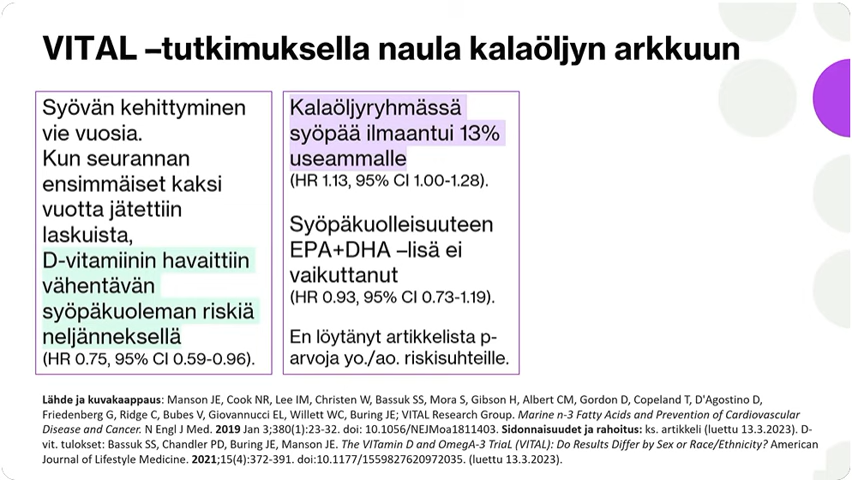 VITAL –tutkimuksella naula kalaöljyn arkkuun
Syövän kehittyminen
vie vuosia.
Kun seurannan
ensimmäiset kaksi
vuotta jätettiin
laskuista,
D-vitamiinin havaittiin
vähentävän
syöpäkuoleman riskiä
neljänneksellä
(HR 0.75, 95% CI 0.59-0.96).
Kalaöljyryhmässä
syöpää ilmaantui 13%
useammalle
(HR 1.13, 95% CI 1.00-1.28).
Syöpäkuolleisuuteen
EPA+DHA –lisä ei
vaikuttanut
(HR 0.93, 95% CI 0.73-1.19).
En löytänyt artikkelista p-
arvoja yo./ao. riskisuhteille.
Lähde ja kuvakaappaus: Manson JE, Cook NR, Lee IM, Christen W, Bassuk SS, Mora S, Gibson H, Albert CM, Gordon D, Copeland T, D'Agostino D,
Friedenberg G, Ridge C, Bubes V, Giovannucci EL, Willett WC, Buring JE; VITAL Research Group. Marine n-3 Fatty Acids and Prevention of Cardiovascular
Disease and Cancer. N Engl J Med. 2019 Jan 3;380(1):23-32. doi: 10.1056/NEJMoa1811403. Sidonnaisuudet ja rahoitus: ks. artikkeli (luettu 13.3.2023). D-
vit. tulokset: Bassuk SS, Chandler PD, Buring JE, Manson JE. The VITamin D and OmegA-3 TriaL (VITAL): Do Results Differ by Sex or Race/Ethnicity? American
Journal of Lifestyle Medicine. 2021;15(4):372-391. doi:10.1177/1559827620972035. (luettu 13.3.2023).